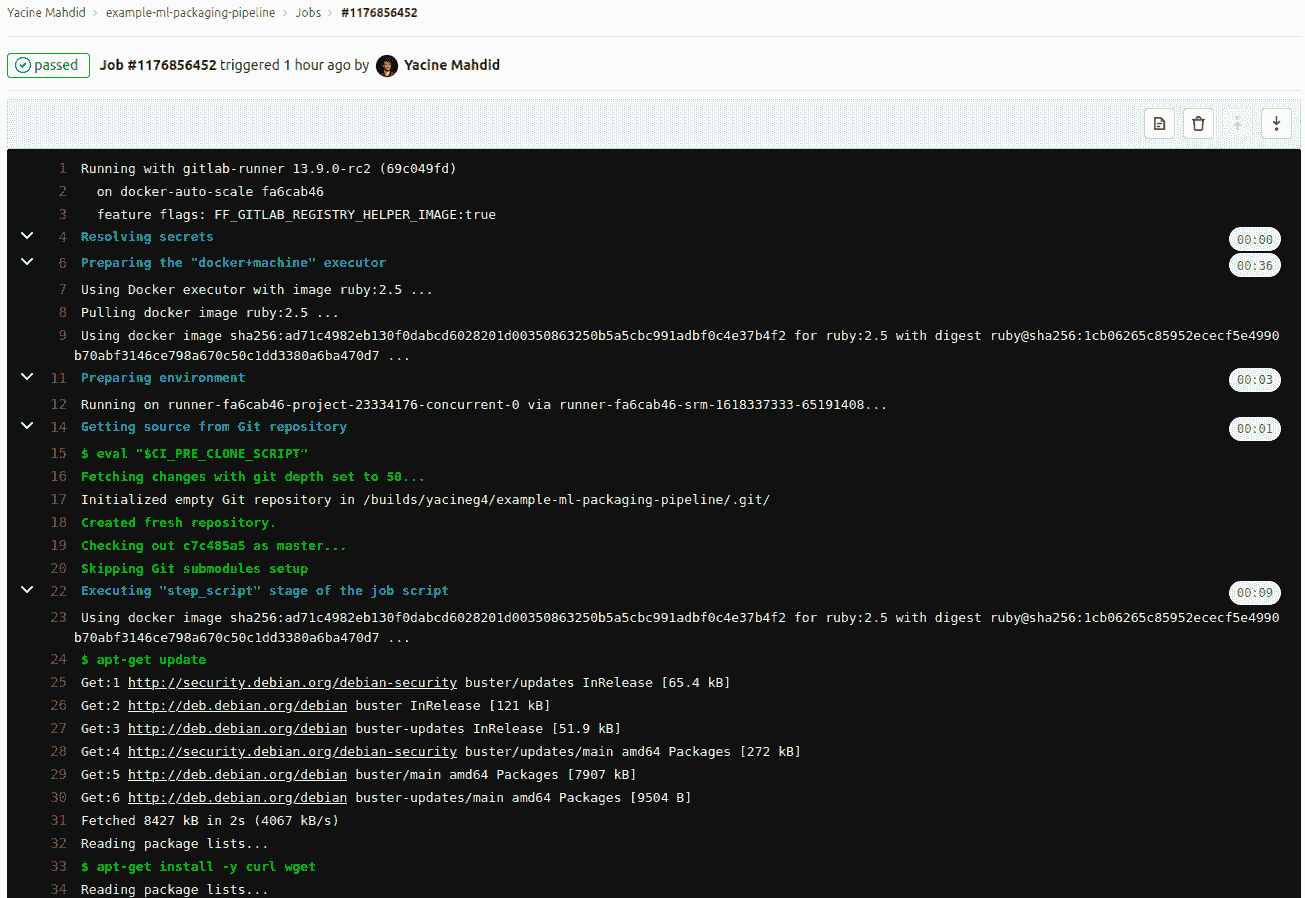 Yacine Mahdid > example-ml-packaging-pipeline > Jobs > #1176856452
passed Job #1176856452 triggered 1 hour ago by Yacine Mahdid
1 Running with gitlab-runner 13.9.0-rc2 (69c049fd)
2 on docker-auto-scale fa6cab46
3 feature flags: FF_GITLAB_REGISTRY_HELPER_IMAGE:true
4 Resolving secrets 00:00
6 Preparing the "docker+machine" executor 00:36
7 Using Docker executor with image ruby:2.5 ...
8 Pulling docker image ruby:2.5 ...
9 Using docker image sha256:ad71c4982eb130f0dabcd6028201d00350863250b5a5cbc991adbf0c4e37b4f2 for ruby:2.5 with digest ruby@sha256:1cb06265c85952ececf5e4990
b70abf3146ce798a670c50c1dd3380a6ba470d7 ...
11 Preparing environment 00:03
12 Running on runner-fa6cab46-project-23334176-concurrent-0 via runner-fa6cab46-srm-1618337333-65191408...
14 Getting source from Git repository 00:01
15 $ eval "$CI_PRE_CLONE_SCRIPT"
16 Fetching changes with git depth set to 50...
17 Initialized empty Git repository in /builds/yacineg4/example-ml-packaging-pipeline/.git/
18 Created fresh repository.
19 Checking out c7c485a5 as master...
20 Skipping Git submodules setup
22 Executing "step_script" stage of the job script 00:09
23 Using docker image sha256:ad71c4982eb130f0dabcd6028201d00350863250b5a5cbc991adbf0c4e37b4f2 for ruby:2.5 with digest ruby@sha256:1cb06265c85952ececf5e4990
b70abf3146ce798a670c50c1dd3380a6ba470d7 ...
24 $ apt-get update
25 Get:1 http://security.debian.org/debian-security buster/updates InRelease [65.4 kB]
26 Get:2 http://deb.debian.org/debian buster InRelease [121 kB]
27 Get:3 http://deb.debian.org/debian buster-updates InRelease [51.9 kB]
28 Get:4 http://security.debian.org/debian-security buster/updates/main amd64 Packages [272 kB]
29 Get:5 http://deb.debian.org/debian buster/main amd64 Packages [7907 kB]
30 Get:6 http://deb.debian.org/debian buster-updates/main amd64 Packages [9504 B]
31 Fetched 8427 kB in 2s (4067 kB/s)
32 Reading package lists...
33 $ apt-get install -y curl wget
34 Reading package lists...